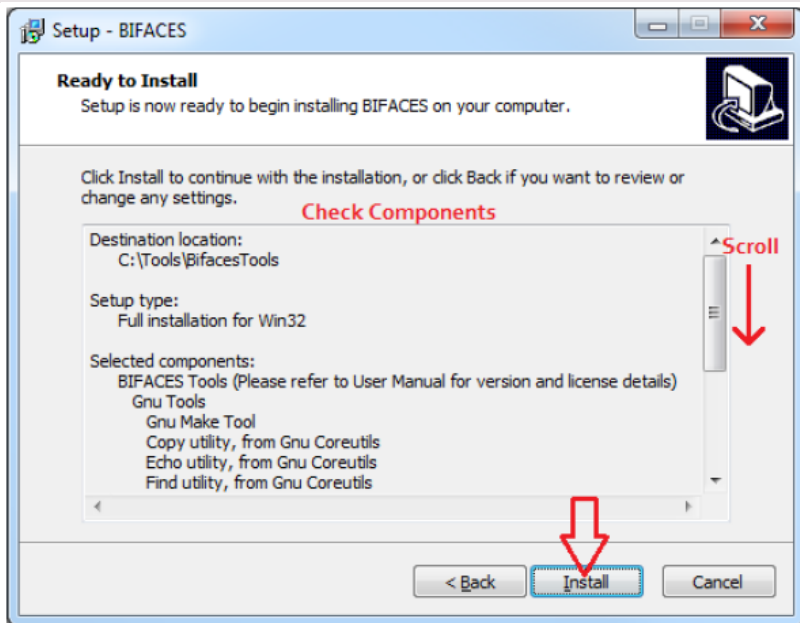 Setup - BIFACES
Ready to Install
Setup is now ready to begin installing BIFACES on your computer.
Click Install to continue with the installation, or click Back if you want to review or
change any settings.
Check Components
Destination location:
C:\Tools\BifacesTools
Scroll
Setup type:
Full installation for Win32
Selected components:
BIFACES Tools (Please refer to User Manual for version and license details)
Gnu Tools
Gnu Make Tool
Copy utility, from Gnu Coreutils
Echo utility, from Gnu Coreutils
Find utility, from Gnu Coreutils
< Back
Install
Cancel